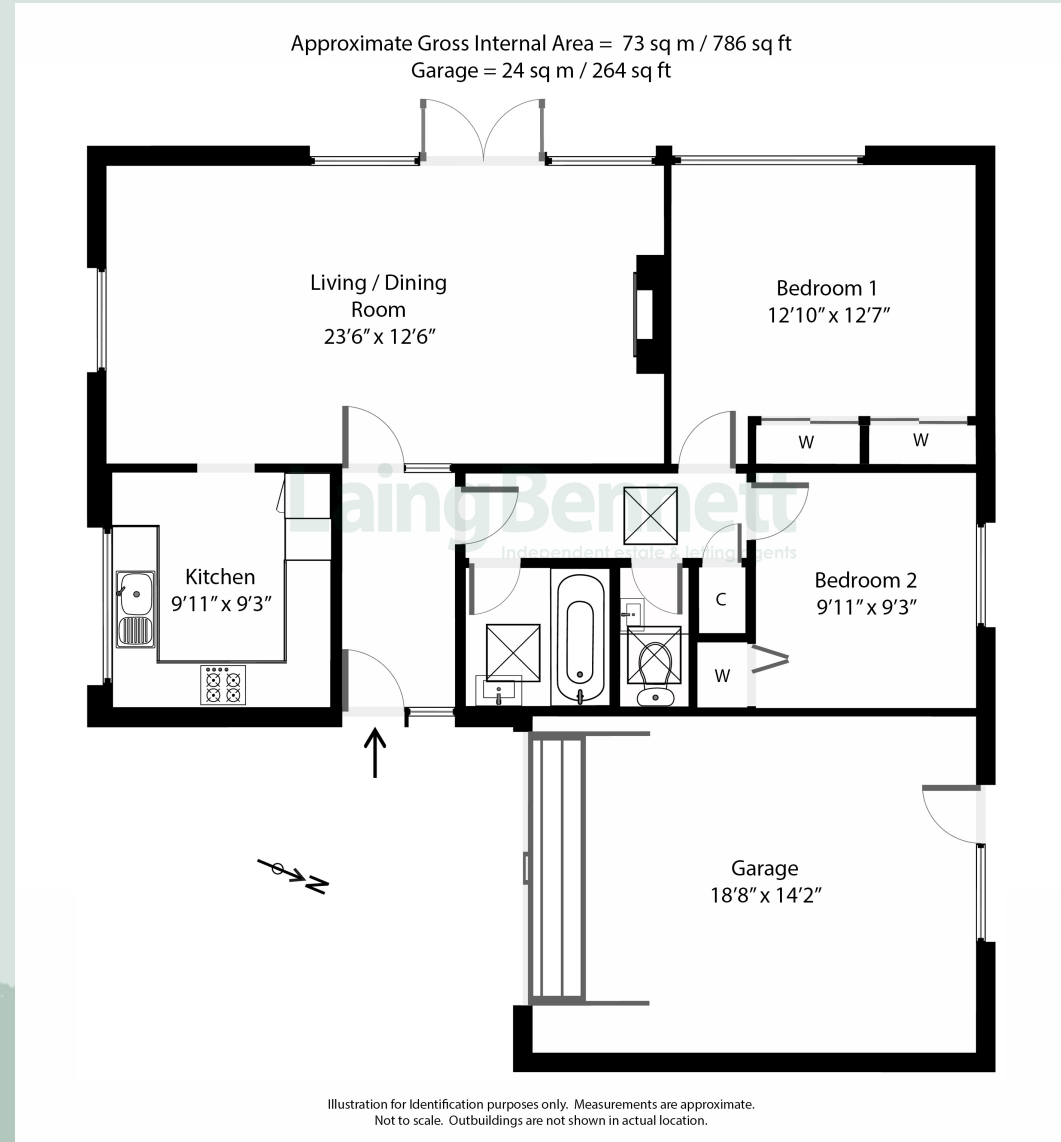 Approximate Gross Internal Area = 73 sq m / 786 sq ft
Garage = 24 sq m / 264 sq ft
Living / Dining
Room
23’6” x 12’6”
Bedroom 1
12’10” x 12’7”
W
W
LaingBennett
Independent estate & letting agents
Kitchen
9’11” x 9’3”
Bedroom 2
9’11” x 9’3”
C
W
N
Garage
18’8” x 14’2”
Illustration for Identification purposes only. Measurements are approximate.
Not to scale. Outbuildings are not shown in actual location.